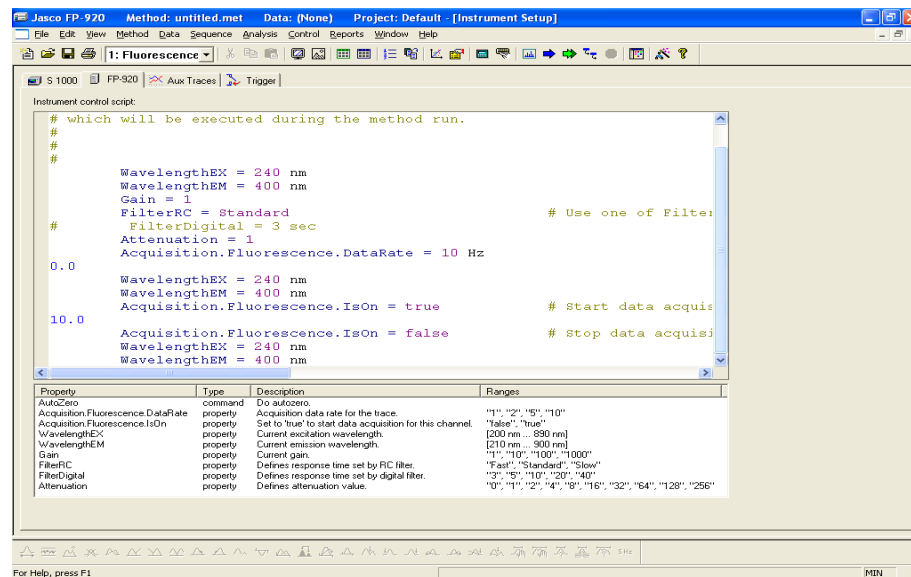 Jasco FP-920 Method: untitled.met Data: (None) Project: Default - [Instrument Setup]
File Edit View Method Data Sequence Analysis Control Reports Window Help
1: Fluorescence
S 1000 FP-920 Aux Traces Trigger
Instrument control script:
# which will be executed during the method run.
#
#
#
WavelengthEX = 240 nm
WavelengthEM = 400 nm
Gain = 1
FilterRC = Standard # Use one of Filter
# FilterDigital = 3 sec
Attenuation = 1
Acquisition.Fluorescence.DataRate = 10 Hz
0.0
WavelengthEX = 240 nm
WavelengthEM = 400 nm
Acquisition.Fluorescence.IsOn = true # Start data acquis
10.0
Acquisition.Fluorescence.IsOn = false # Stop data acquisi
WavelengthEX = 240 nm
WavelengthEM = 400 nm
Property Type Description Ranges
AutoZero command Do autozero.
Acquisition.Fluorescence.DataRate property Acquisition data rate for the trace. "1", "2", "5", "10"
Acquisition.Fluorescence.IsOn property Set to 'true' to start data acquisition for this channel. "false", "true"
WavelengthEX property Current excitation wavelength. [200 nm ... 890 nm]
WavelengthEM property Current emission wavelength. [210 nm ... 900 nm]
Gain property Current gain. "1", "10", "100", "1000"
FilterRC property Defines response time set by RC filter. "Fast", "Standard", "Slow"
FilterDigital property Defines response time set by digital filter. "3", "5", "10", "20", "40"
Attenuation property Defines attenuation value. "0", "1", "2", "4", "8", "16", "32", "64", "128", "256"
5 Hz
For Help, press F1 MIN